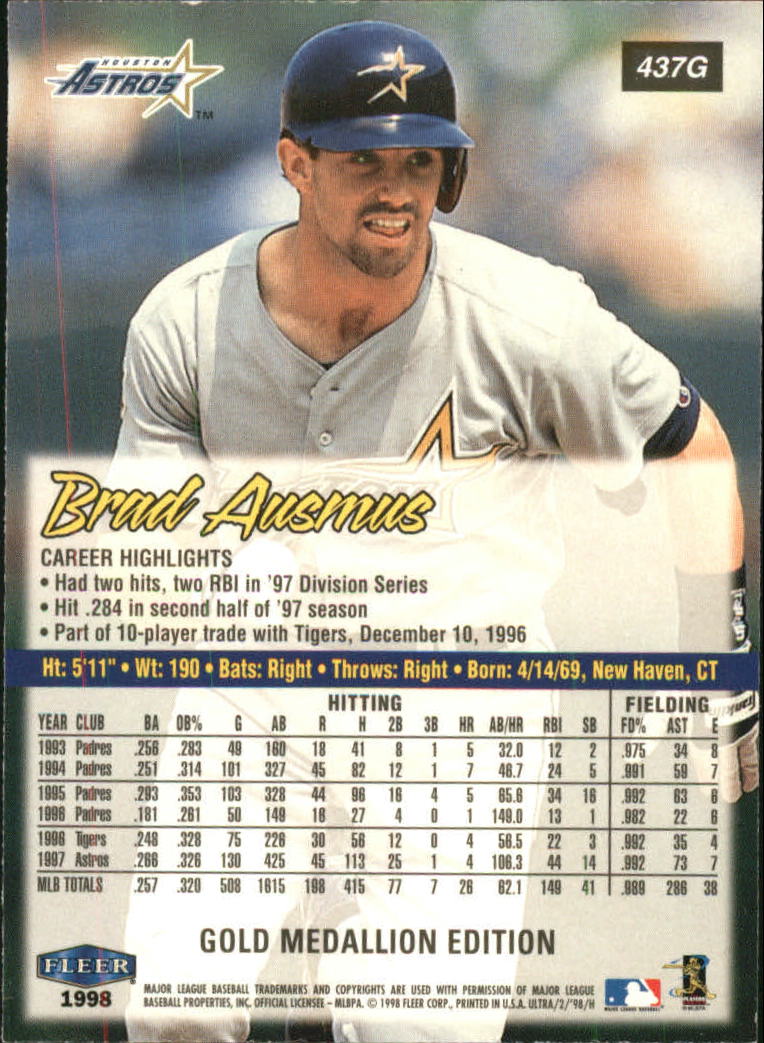 HOUSTON
ASTROS
TM
437G
Brad Ausmus
CAREER HIGHLIGHTS
• Had two hits, two RBI in '97 Division Series
• Hit .284 in second half of '97 season
• Part of 10-player trade with Tigers, December 10, 1996
Ht: 5'11" • Wt: 190 • Bats: Right • Throws: Right • Born: 4/14/69, New Haven, CT
HITTING FIELDING
YEAR CLUB BA OB% G AB R H 2B 3B HR AB/HR RBI SB FD% AST E
1993 Padres .256 .283 49 160 18 41 8 1 5 32.0 12 2 .975 34 8
1994 Padres .251 .314 101 327 45 82 12 1 7 46.7 24 5 .991 59 7
1995 Padres .293 .353 103 328 44 96 16 4 5 65.6 34 16 .992 63 6
1996 Padres .181 .261 50 149 16 27 4 0 1 149.0 13 1 .982 22 6
1996 Tigers .248 .328 75 226 30 56 12 0 4 56.5 22 3 .992 35 4
1997 Astros .266 .326 130 425 45 113 25 1 4 106.3 44 14 .992 73 7
MLB TOTALS .257 .320 508 1615 198 415 77 7 26 62.1 149 41 .989 286 38
GOLD MEDALLION EDITION
FLEER
1998
MAJOR LEAGUE BASEBALL TRADEMARKS AND COPYRIGHTS ARE USED WITH PERMISSION OF MAJOR LEAGUE
BASEBALL PROPERTIES, INC. OFFICIAL LICENSEE – MLBPA. © 1998 FLEER CORP., PRINTED IN U.S.A. ULTRA/2/'98/H
MAJOR LEAGUE BASEBALL
PLAYERS